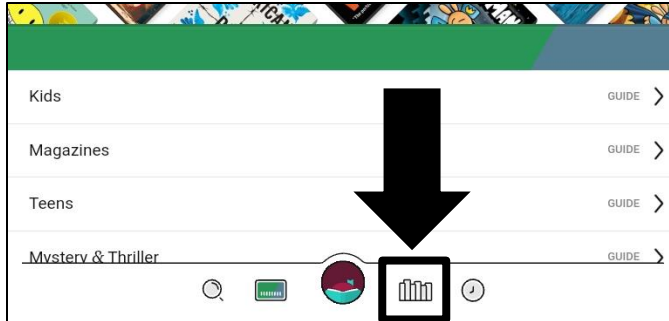 Kids GUIDE
Magazines GUIDE
Teens GUIDE
Mystery & Thriller GUIDE